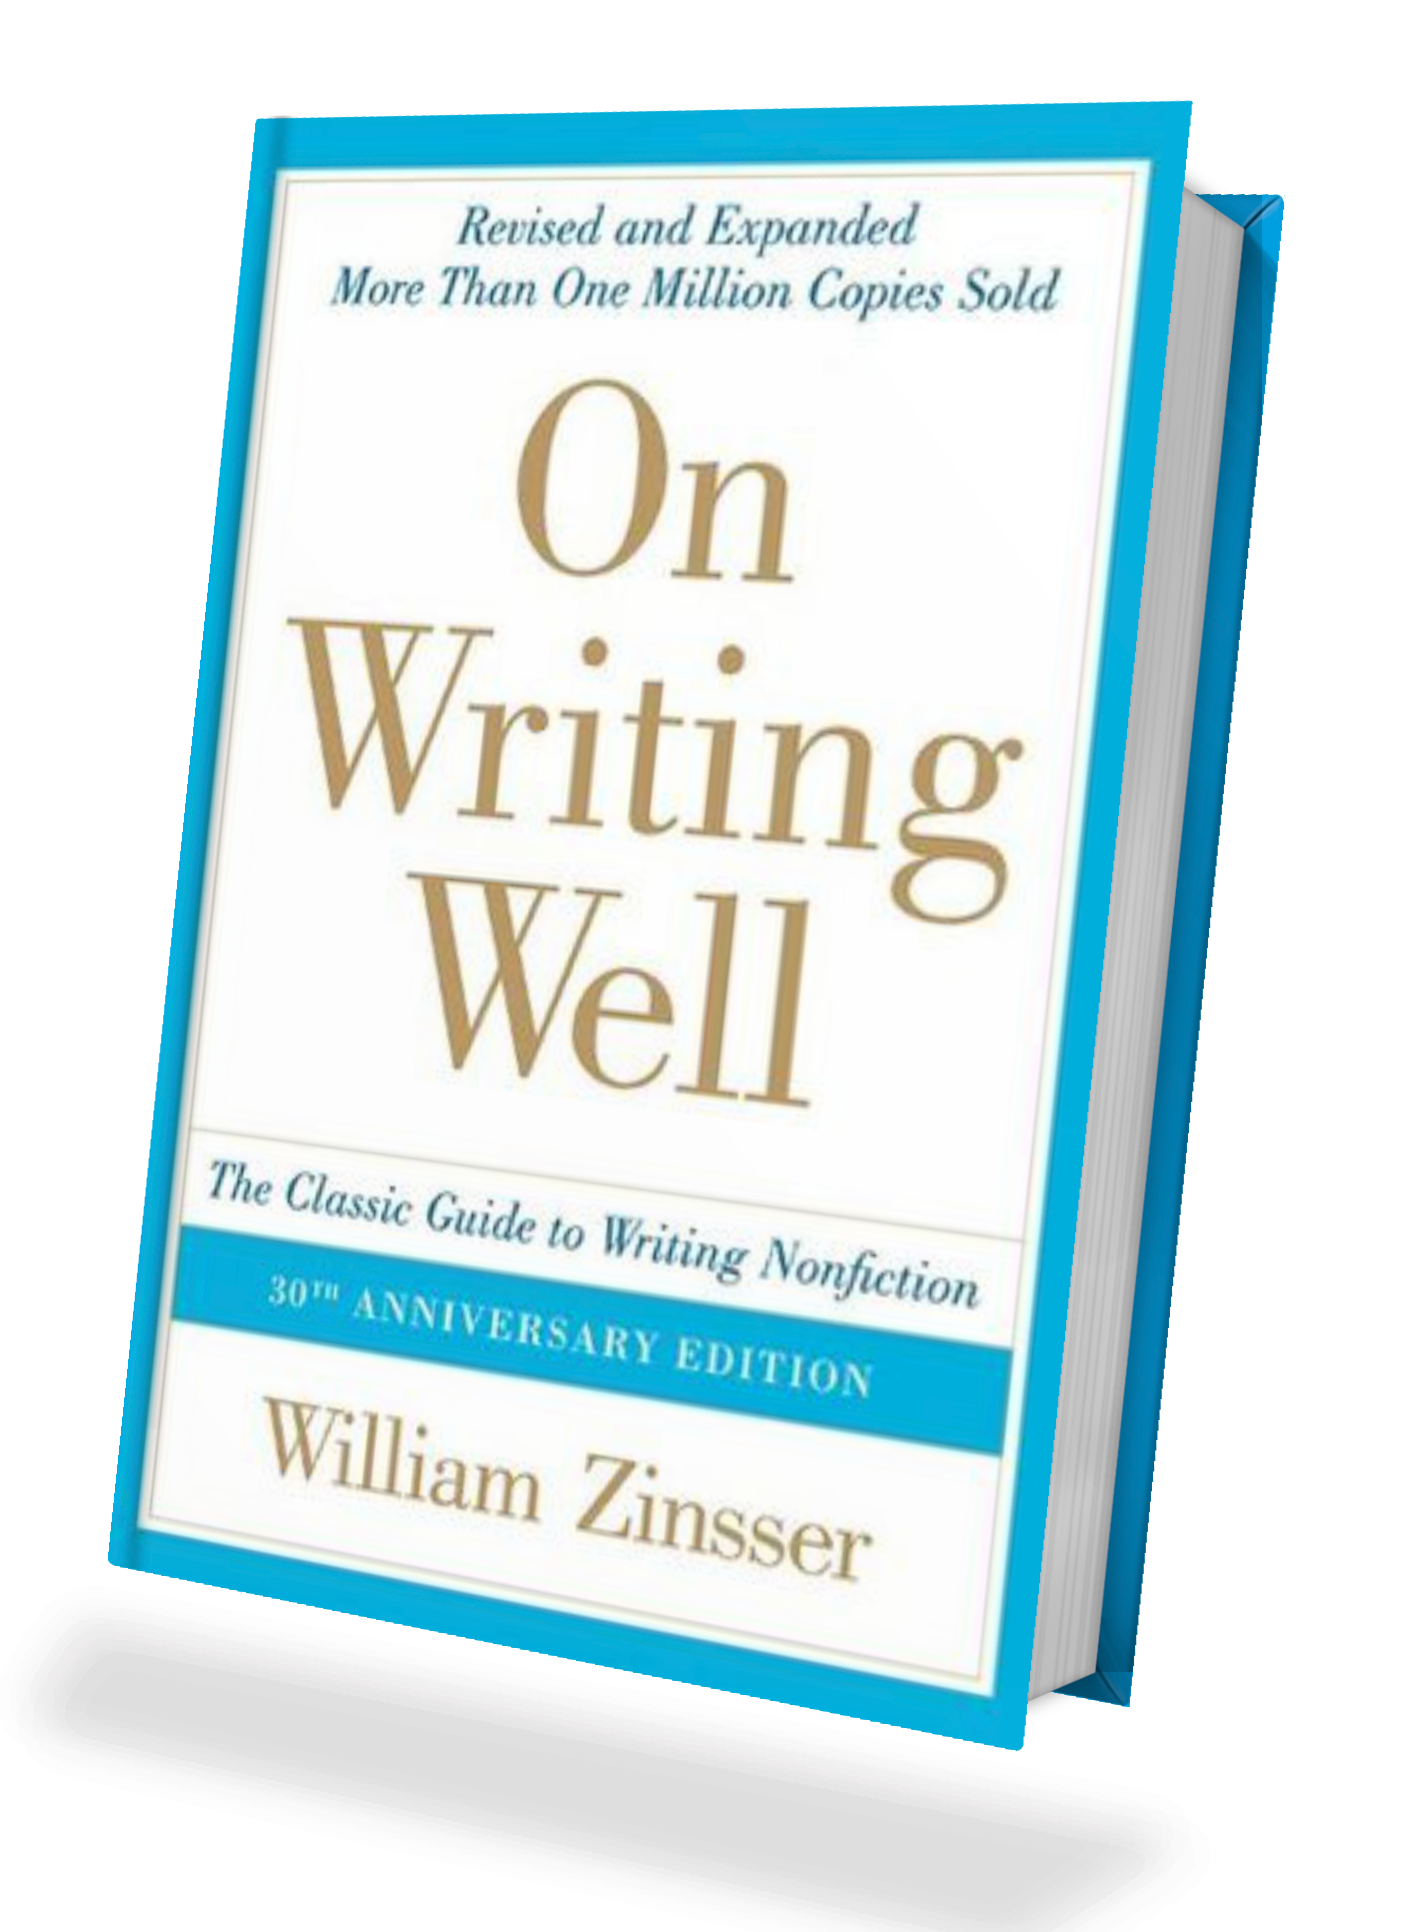 Revised and Expanded
More Than One Million Copies Sold
On
Writing
Well
The Classic Guide to Writing Nonfiction
30TH ANNIVERSARY EDITION
William Zinsser